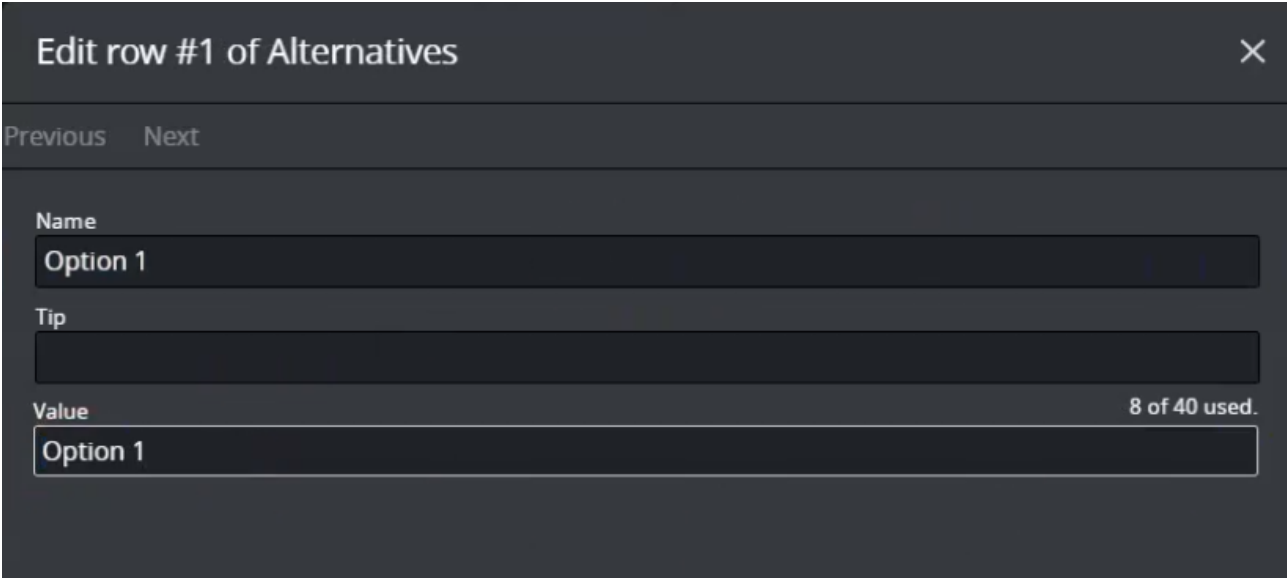 Edit row #1 of Alternatives
Previous Next
Name
Option 1
Tip
Value 8 of 40 used.
Option 1